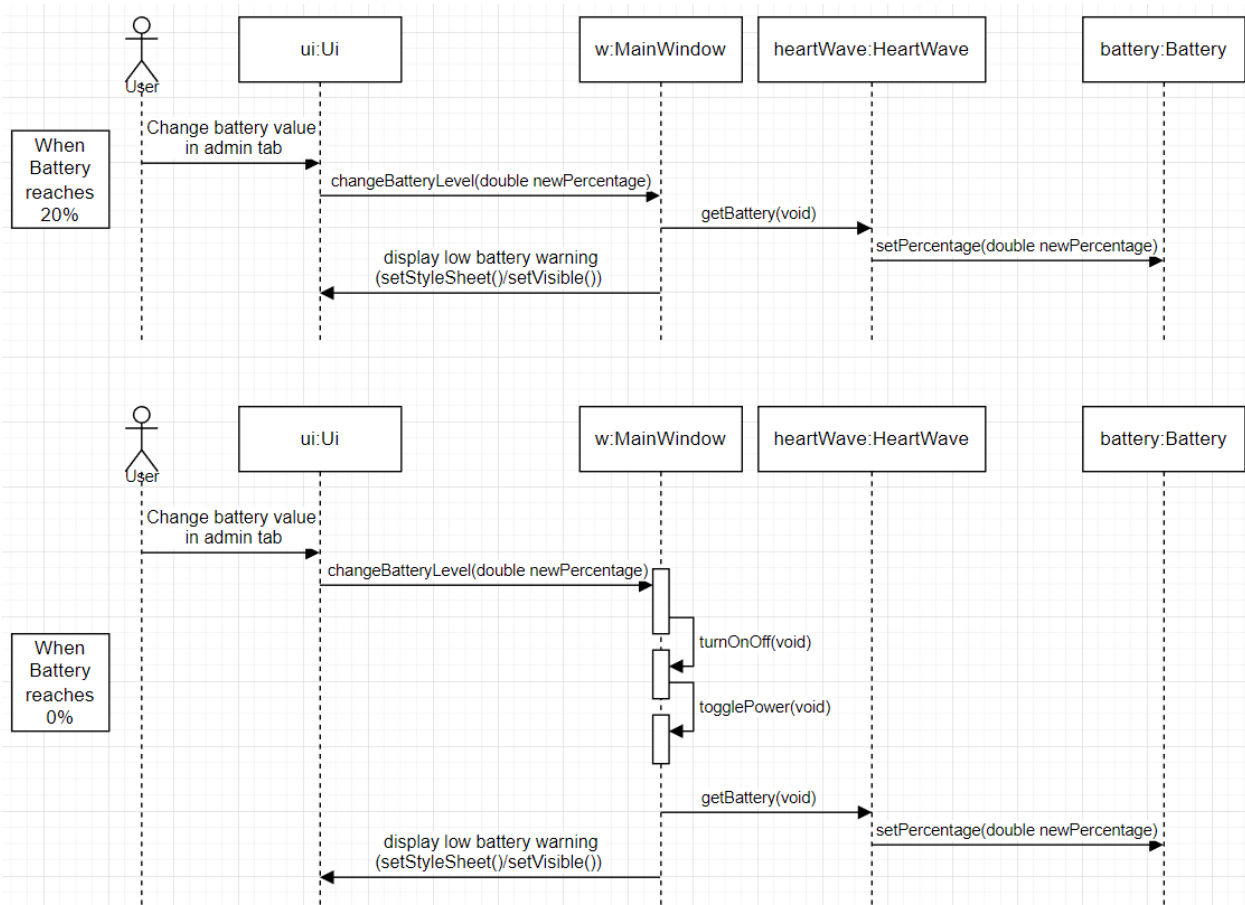 ui:Ui
w:MainWindow
heartWave:HeartWave
battery:Battery
User
When
Battery
reaches
20%
Change battery value
in admin tab
changeBatteryLevel(double newPercentage)
getBattery(void)
setPercentage(double newPercentage)
display low battery warning
(setStyleSheet()/setVisible())
ui:Ui
w:MainWindow
heartWave:HeartWave
battery:Battery
User
Change battery value
in admin tab
changeBatteryLevel(double newPercentage)
When
Battery
reaches
0%
turnOnOff(void)
togglePower(void)
getBattery(void)
setPercentage(double newPercentage)
display low battery warning
(setStyleSheet()/setVisible())